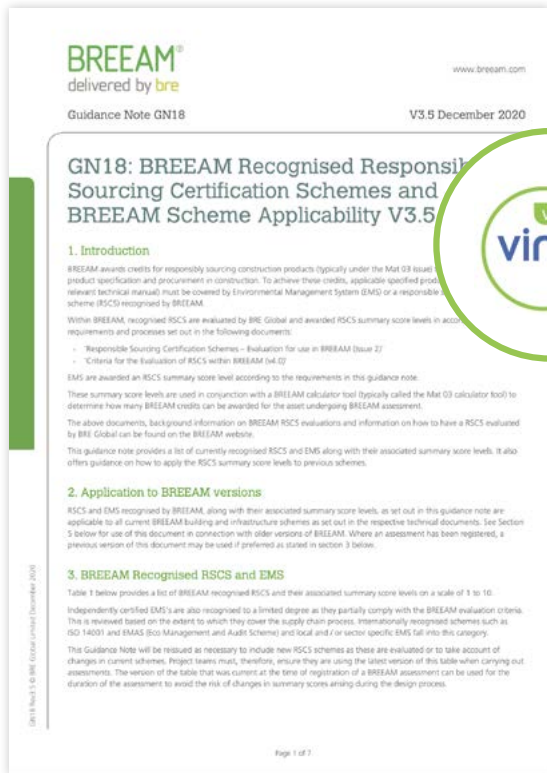 BREEAM®
delivered by bre
www.breeam.com
Guidance Note GN18
V3.5 December 2020
GN18: BREEAM Recognised Responsib
Sourcing Certification Schemes and
BREEAM Scheme Applicability V3.5
1. Introduction
BREEAM awards credits for responsibly sourcing construction products (typically under the Mat 03 issue)
product specification and procurement in construction. To achieve these credits, applicable specified produ
relevant technical manual) must be covered by Environmental Management System (EMS) or a responsible s
scheme (RSCS) recognised by BREEAM.
Within BREEAM, recognised RSCS are evaluated by BRE Global and awarded RSCS summary score levels in accor
requirements and processes set out in the following documents:
- 'Responsible Sourcing Certification Schemes – Evaluation for use in BREEAM (Issue 2)'
- 'Criteria for the Evaluation of RSCS within BREEAM (v4.0)'
EMS are awarded an RSCS summary score level according to the requirements in this guidance note.
These summary score levels are used in conjunction with a BREEAM calculator tool (typically called the Mat 03 calculator tool) to
determine how many BREEAM credits can be awarded for the asset undergoing BREEAM assessment.
The above documents, background information on BREEAM RSCS evaluations and information on how to have a RSCS evaluated
by BRE Global can be found on the BREEAM website.
This guidance note provides a list of currently recognised RSCS and EMS along with their associated summary score levels. It also
offers guidance on how to apply the RSCS summary score levels to previous schemes.
2. Application to BREEAM versions
RSCS and EMS recognised by BREEAM, along with their associated summary score levels, as set out in this guidance note are
applicable to all current BREEAM building and infrastructure schemes as set out in the respective technical documents. See Section
5 below for use of this document in connection with older versions of BREEAM. Where an assessment has been registered, a
previous version of this document may be used if preferred as stated in section 3 below.
3. BREEAM Recognised RSCS and EMS
Table 1 below provides a list of BREEAM recognised RSCS and their associated summary score levels on a scale of 1 to 10.
Independently certified EMS's are also recognised to a limited degree as they partially comply with the BREEAM evaluation criteria.
This is reviewed based on the extent to which they cover the supply chain process. Internationally recognised schemes such as
ISO 14001 and EMAS (Eco Management and Audit Scheme) and local and / or sector specific EMS fall into this category.
This Guidance Note will be reissued as necessary to include new RSCS schemes as these are evaluated or to take account of
changes in current schemes. Project teams must, therefore, ensure they are using the latest version of this table when carrying out
assessments. The version of the table that was current at the time of registration of a BREEAM assessment can be used for the
duration of the assessment to avoid the risk of changes in summary scores arising during the design process.
GN18 Rev3.5 © BRE Global Limited December 2020
Page 1 of 7